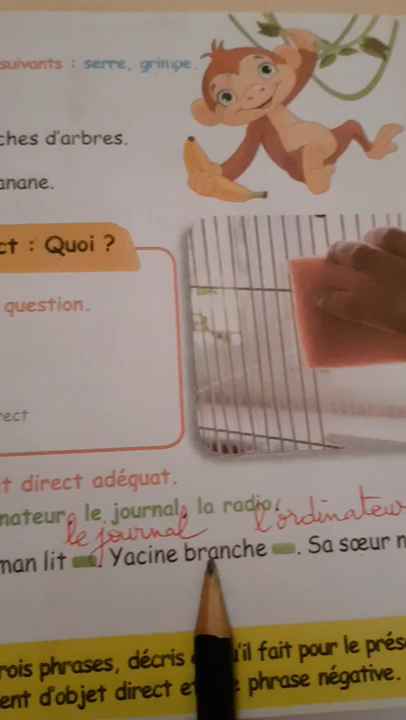 suivants : serre, grimpe.
ches d'arbres.
anane.
ct : Quoi ?
question.
rect
t direct adéquat.
nateur, le journal, la radio.
le journal l'ordinateur
man lit . Yacine branche . Sa sœur n
rois phrases, décris 'il fait pour le prés
ent d'objet direct et phrase négative.